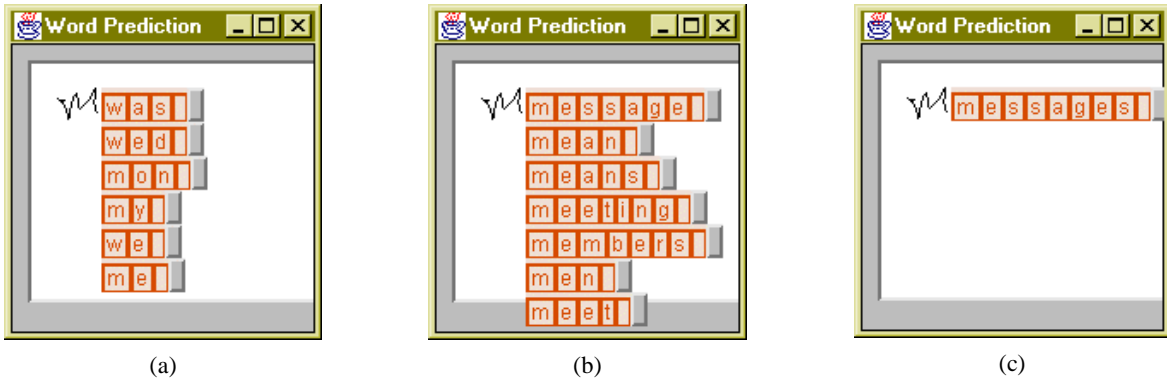 Word Prediction
was
wed
mon
my
we
me
(a)
Word Prediction
message
mean
means
meeting
members
men
meet
(b)
Word Prediction
messages
(c)